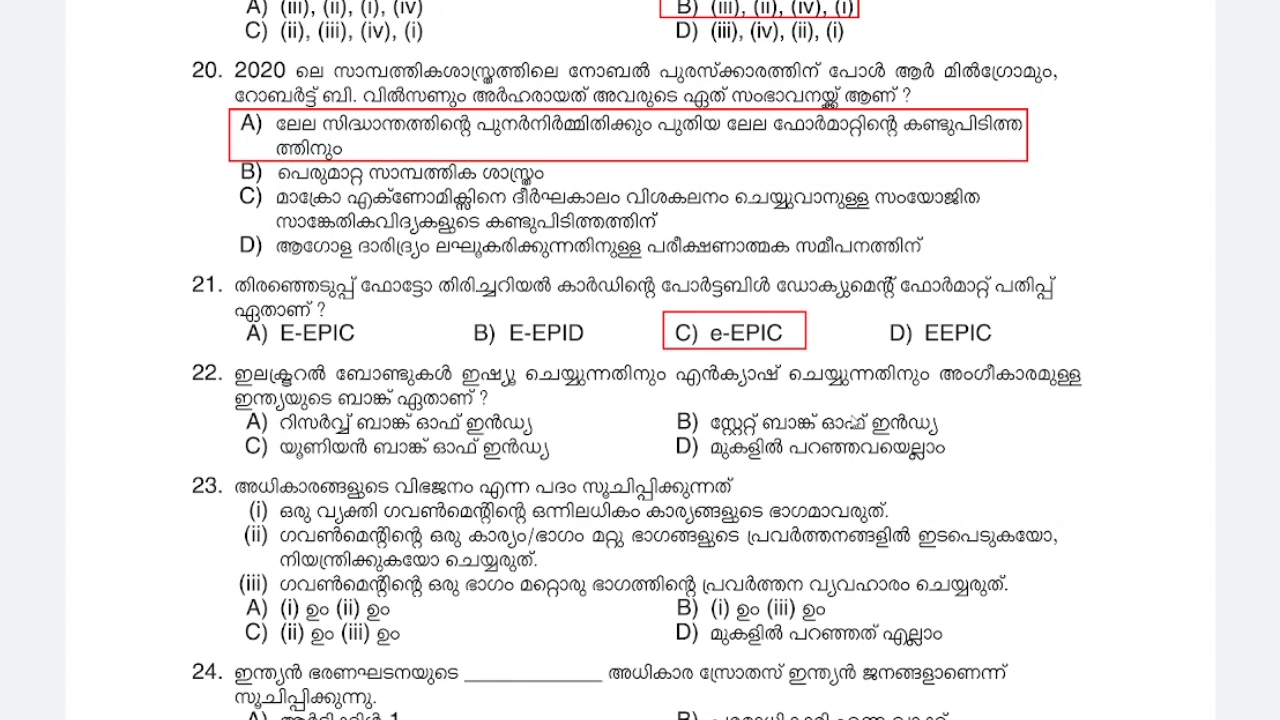 A) (iii), (ii), (i), (iv) B) (iii), (ii), (iv), (i)
C) (ii), (iii), (iv), (i) D) (iii), (iv), (ii), (i)
20. 2020 ലെ സാമ്പത്തികശാസ്ത്രത്തിലെ നോബൽ പുരസ്ക്കാരത്തിന് പോൾ ആർ മിൽഗ്രോമും,
റോബർട്ട് ബി. വിൽസണും അർഹരായത് അവരുടെ ഏത് സംഭാവനയ്ക്ക് ആണ് ?
A) ലേല സിദ്ധാന്തത്തിന്റെ പുനർനിർമ്മിതിക്കും പുതിയ ലേല ഫോർമാറ്റിന്റെ കണ്ടുപിടിത്ത
ത്തിനും
B) പെരുമാറ്റ സാമ്പത്തിക ശാസ്ത്രം
C) മാക്രോ എക്ണോമിക്സിനെ ദീർഘകാലം വിശകലനം ചെയ്യുവാനുള്ള സംയോജിത
സാങ്കേതികവിദ്യകളുടെ കണ്ടുപിടിത്തത്തിന്
D) ആഗോള ദാരിദ്ര്യം ലഘൂകരിക്കുന്നതിനുള്ള പരീക്ഷണാത്മക സമീപനത്തിന്
21. തിരഞ്ഞെടുപ്പ് ഫോട്ടോ തിരിച്ചറിയൽ കാർഡിന്റെ പോർട്ടബിൾ ഡോക്യുമെന്റ് ഫോർമാറ്റ് പതിപ്പ്
ഏതാണ് ?
A) E-EPIC B) E-EPID C) e-EPIC D) EEPIC
22. ഇലക്ട്രറൽ ബോണ്ടുകൾ ഇഷ്യൂ ചെയ്യുന്നതിനും എൻക്യാഷ് ചെയ്യുന്നതിനും അംഗീകാരമുള്ള
ഇന്ത്യയുടെ ബാങ്ക് ഏതാണ് ?
A) റിസർവ്വ് ബാങ്ക് ഓഫ് ഇൻഡ്യ B) സ്റ്റേറ്റ് ബാങ്ക് ഓഫ് ഇൻഡ്യ
C) യൂണിയൻ ബാങ്ക് ഓഫ് ഇൻഡ്യ D) മുകളിൽ പറഞ്ഞവയെല്ലാം
23. അധികാരങ്ങളുടെ വിഭജനം എന്ന പദം സൂചിപ്പിക്കുന്നത്
(i) ഒരു വ്യക്തി ഗവൺമെന്റിന്റെ ഒന്നിലധികം കാര്യങ്ങളുടെ ഭാഗമാവരുത്.
(ii) ഗവൺമെന്റിന്റെ ഒരു കാര്യം/ഭാഗം മറ്റു ഭാഗങ്ങളുടെ പ്രവർത്തനങ്ങളിൽ ഇടപെടുകയോ,
നിയന്ത്രിക്കുകയോ ചെയ്യരുത്.
(iii) ഗവൺമെന്റിന്റെ ഒരു ഭാഗം മറ്റൊരു ഭാഗത്തിന്റെ പ്രവർത്തന വ്യവഹാരം ചെയ്യരുത്.
A) (i) ഉം (ii) ഉം B) (i) ഉം (iii) ഉം
C) (ii) ഉം (iii) ഉം D) മുകളിൽ പറഞ്ഞത് എല്ലാം
24. ഇന്ത്യൻ ഭരണഘടനയുടെ ____________ അധികാര സ്രോതസ് ഇന്ത്യൻ ജനങ്ങളാണെന്ന്
സൂചിപ്പിക്കുന്നു.
A) ആർട്ടിക്കിൾ 1 B)